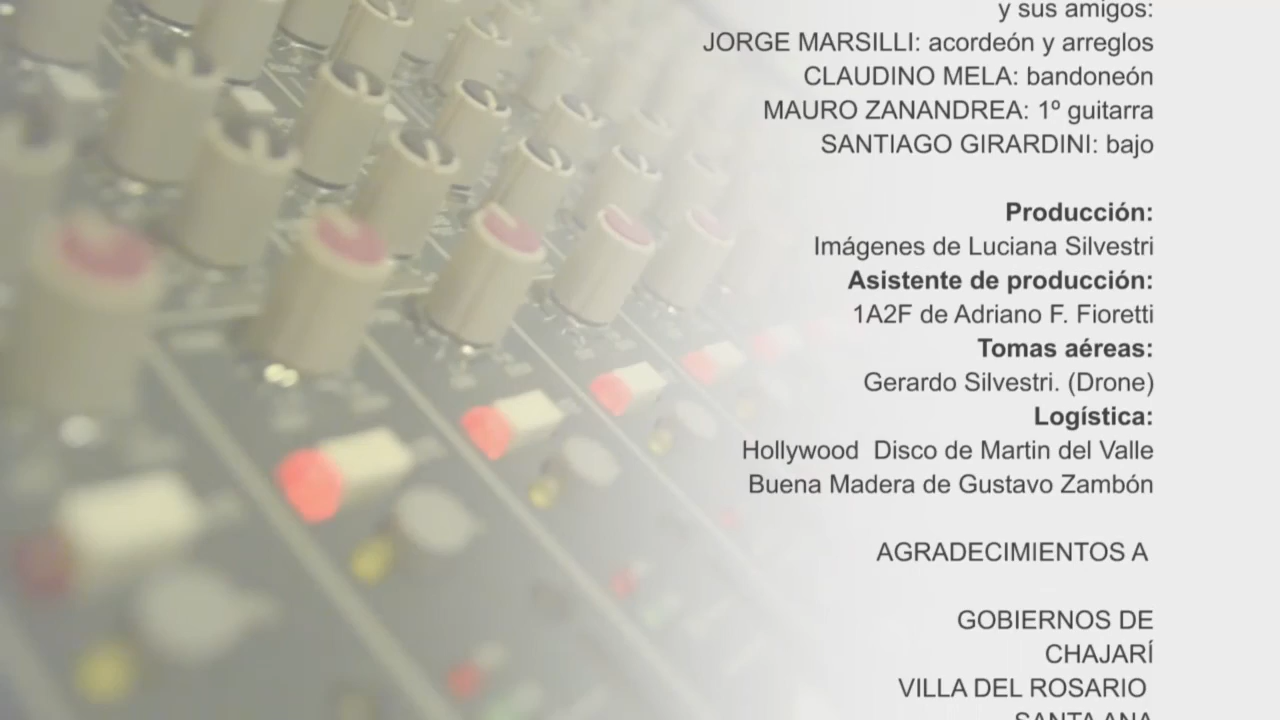 y sus amigos:
JORGE MARSILLI: acordeón y arreglos
CLAUDINO MELA: bandoneón
MAURO ZANANDREA: 1º guitarra
SANTIAGO GIRARDINI: bajo
Producción:
Imágenes de Luciana Silvestri
Asistente de producción:
1A2F de Adriano F. Fioretti
Tomas aéreas:
Gerardo Silvestri. (Drone)
Logística:
Hollywood Disco de Martin del Valle
Buena Madera de Gustavo Zambón
AGRADECIMIENTOS A
GOBIERNOS DE
CHAJARÍ
VILLA DEL ROSARIO
SANTA ANA